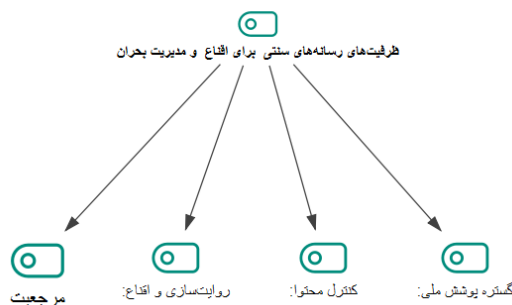 ظرفیت‌های رسانه‌های سنتی برای اقناع و مدیریت بحران
گستره پوشش ملی:
کنترل محتوا:
روایت‌سازی و اقناع:
مرجعیت